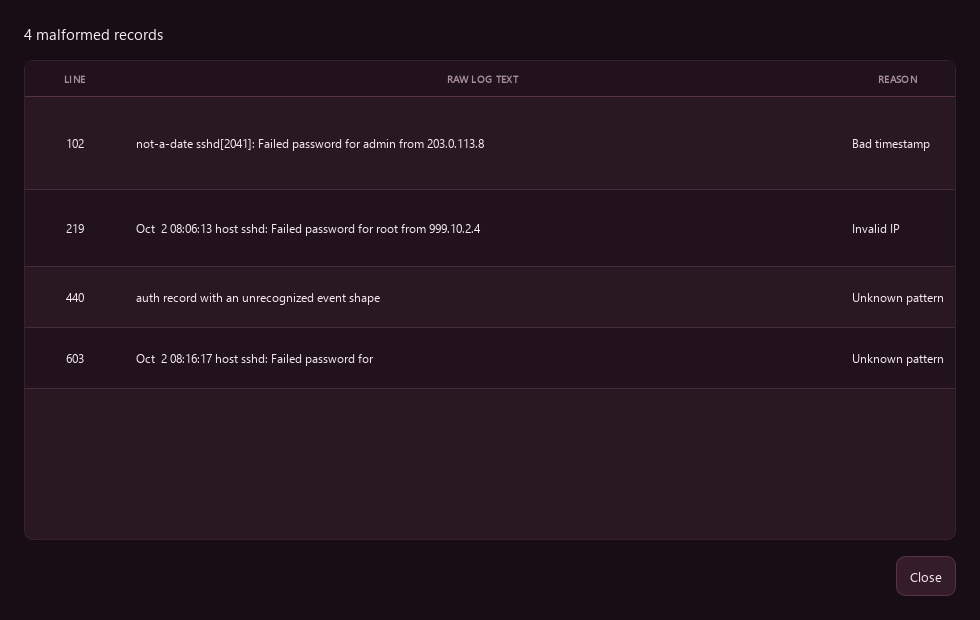 4 malformed records
LINE RAW LOG TEXT REASON
102 not-a-date sshd[2041]: Failed password for admin from 203.0.113.8 Bad timestamp
219 Oct  2 08:06:13 host sshd: Failed password for root from 999.10.2.4 Invalid IP
440 auth record with an unrecognized event shape Unknown pattern
603 Oct  2 08:16:17 host sshd: Failed password for Unknown pattern
Close